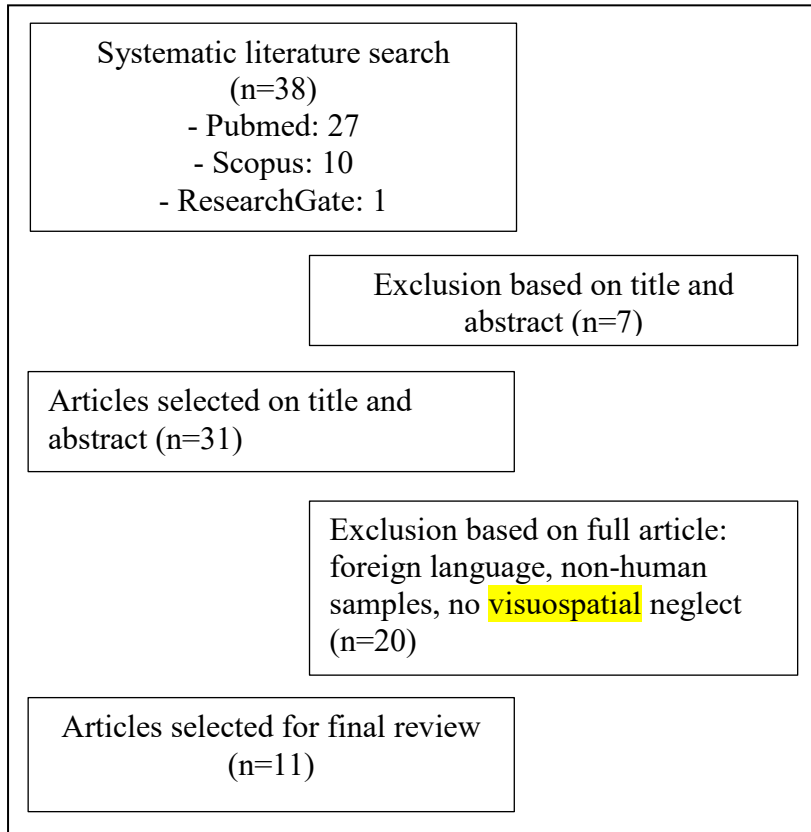 Systematic literature search
(n=38)
- Pubmed: 27
- Scopus: 10
- ResearchGate: 1
Exclusion based on title and
abstract (n=7)
Articles selected on title and
abstract (n=31)
Exclusion based on full article:
foreign language, non-human
samples, no visuospatial neglect
(n=20)
Articles selected for final review
(n=11)